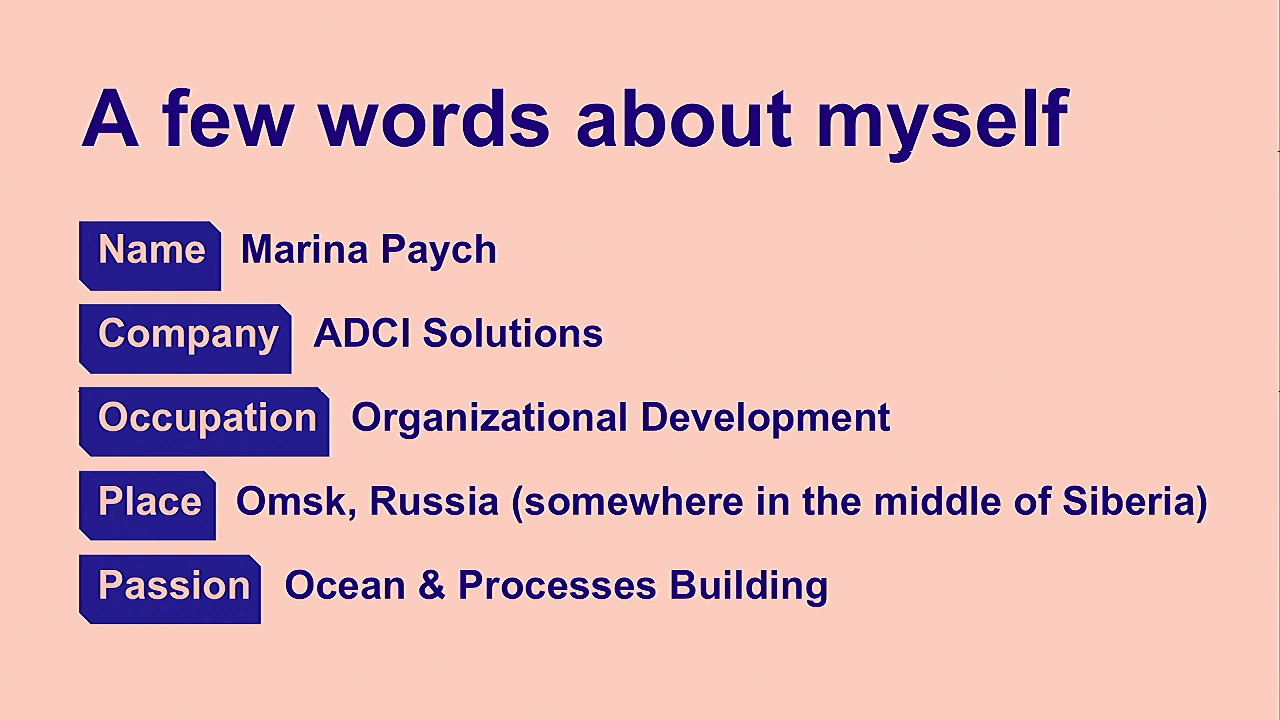 A few words about myself
Name Marina Paych
Company ADCI Solutions
Occupation Organizational Development
Place Omsk, Russia (somewhere in the middle of Siberia)
Passion Ocean & Processes Building